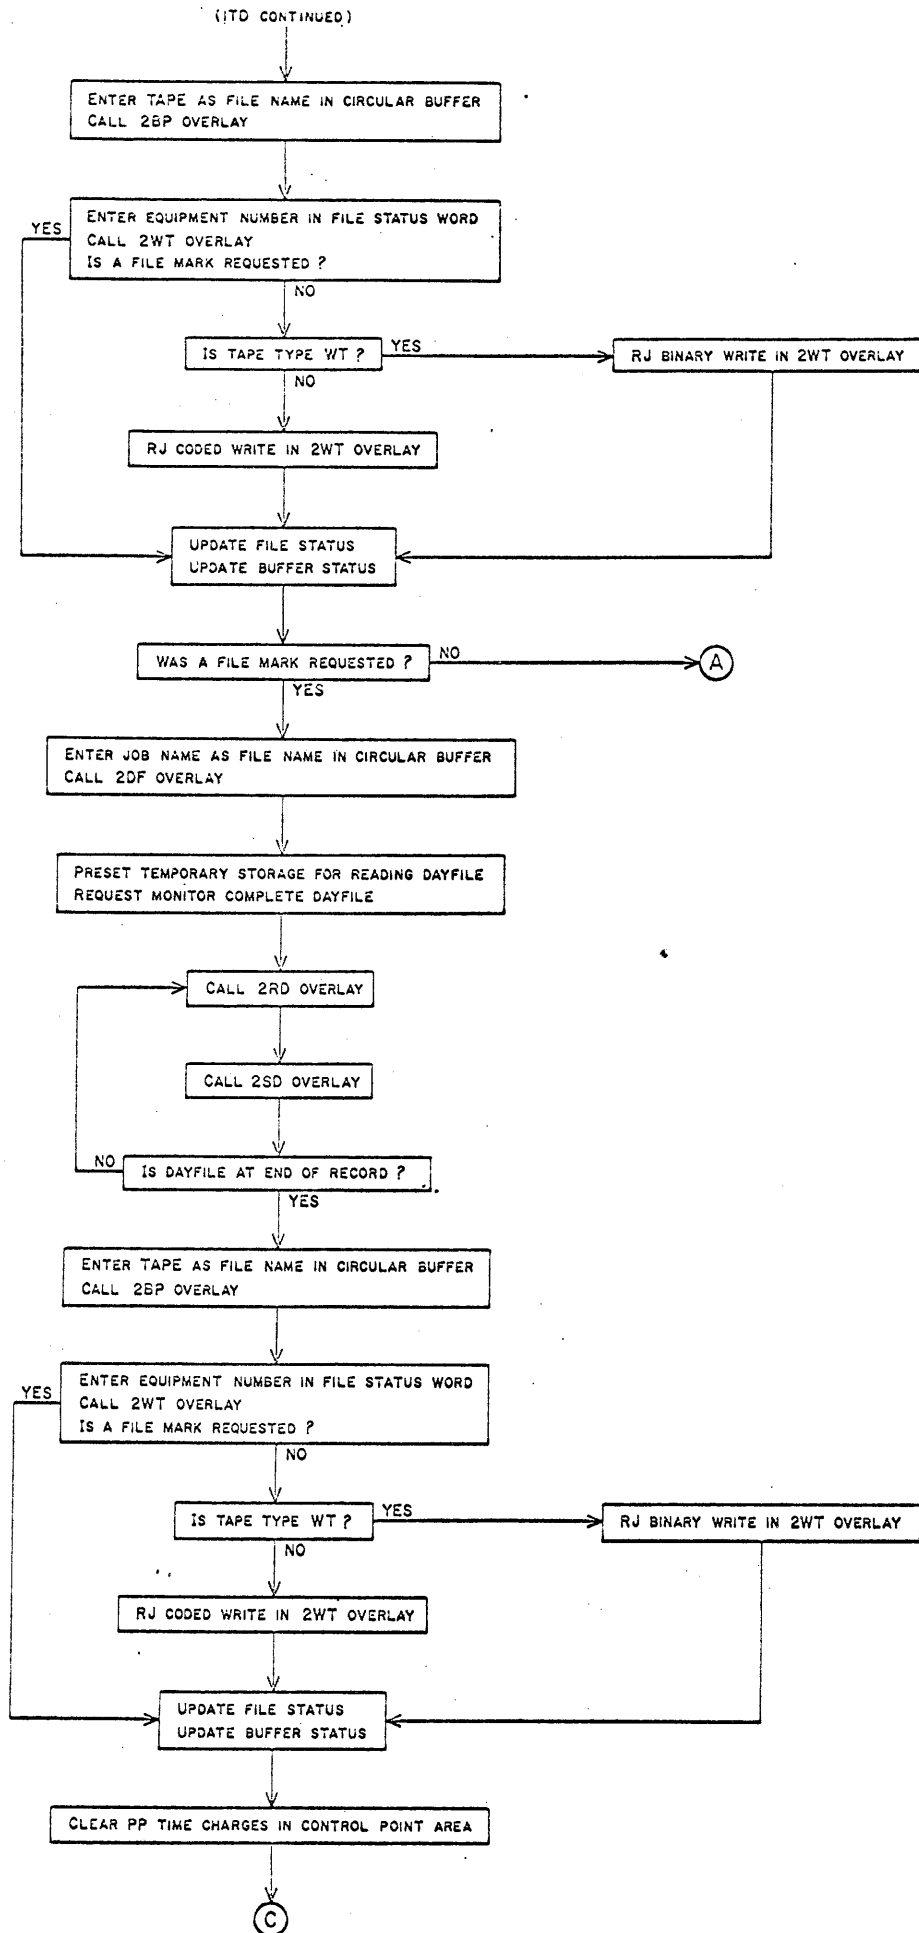 (1TD CONTINUED)
ENTER TAPE AS FILE NAME IN CIRCULAR BUFFER
CALL 2BP OVERLAY
ENTER EQUIPMENT NUMBER IN FILE STATUS WORD
YES
CALL 2WT OVERLAY
IS A FILE MARK REQUESTED ?
NO
IS TAPE TYPE WT ?
YES
RJ BINARY WRITE IN 2WT OVERLAY
NO
RJ CODED WRITE IN 2WT OVERLAY
UPDATE FILE STATUS
UPDATE BUFFER STATUS
WAS A FILE MARK REQUESTED ?
NO
A
YES
ENTER JOB NAME AS FILE NAME IN CIRCULAR BUFFER
CALL 2DF OVERLAY
PRESET TEMPORARY STORAGE FOR READING DAYFILE
REQUEST MONITOR COMPLETE DAYFILE
CALL 2RD OVERLAY
CALL 2SD OVERLAY
NO
IS DAYFILE AT END OF RECORD ?
YES
ENTER TAPE AS FILE NAME IN CIRCULAR BUFFER
CALL 2BP OVERLAY
ENTER EQUIPMENT NUMBER IN FILE STATUS WORD
YES
CALL 2WT OVERLAY
IS A FILE MARK REQUESTED ?
NO
IS TAPE TYPE WT ?
YES
RJ BINARY WRITE IN 2WT OVERLAY
NO
RJ CODED WRITE IN 2WT OVERLAY
UPDATE FILE STATUS
UPDATE BUFFER STATUS
CLEAR PP TIME CHARGES IN CONTROL POINT AREA
C